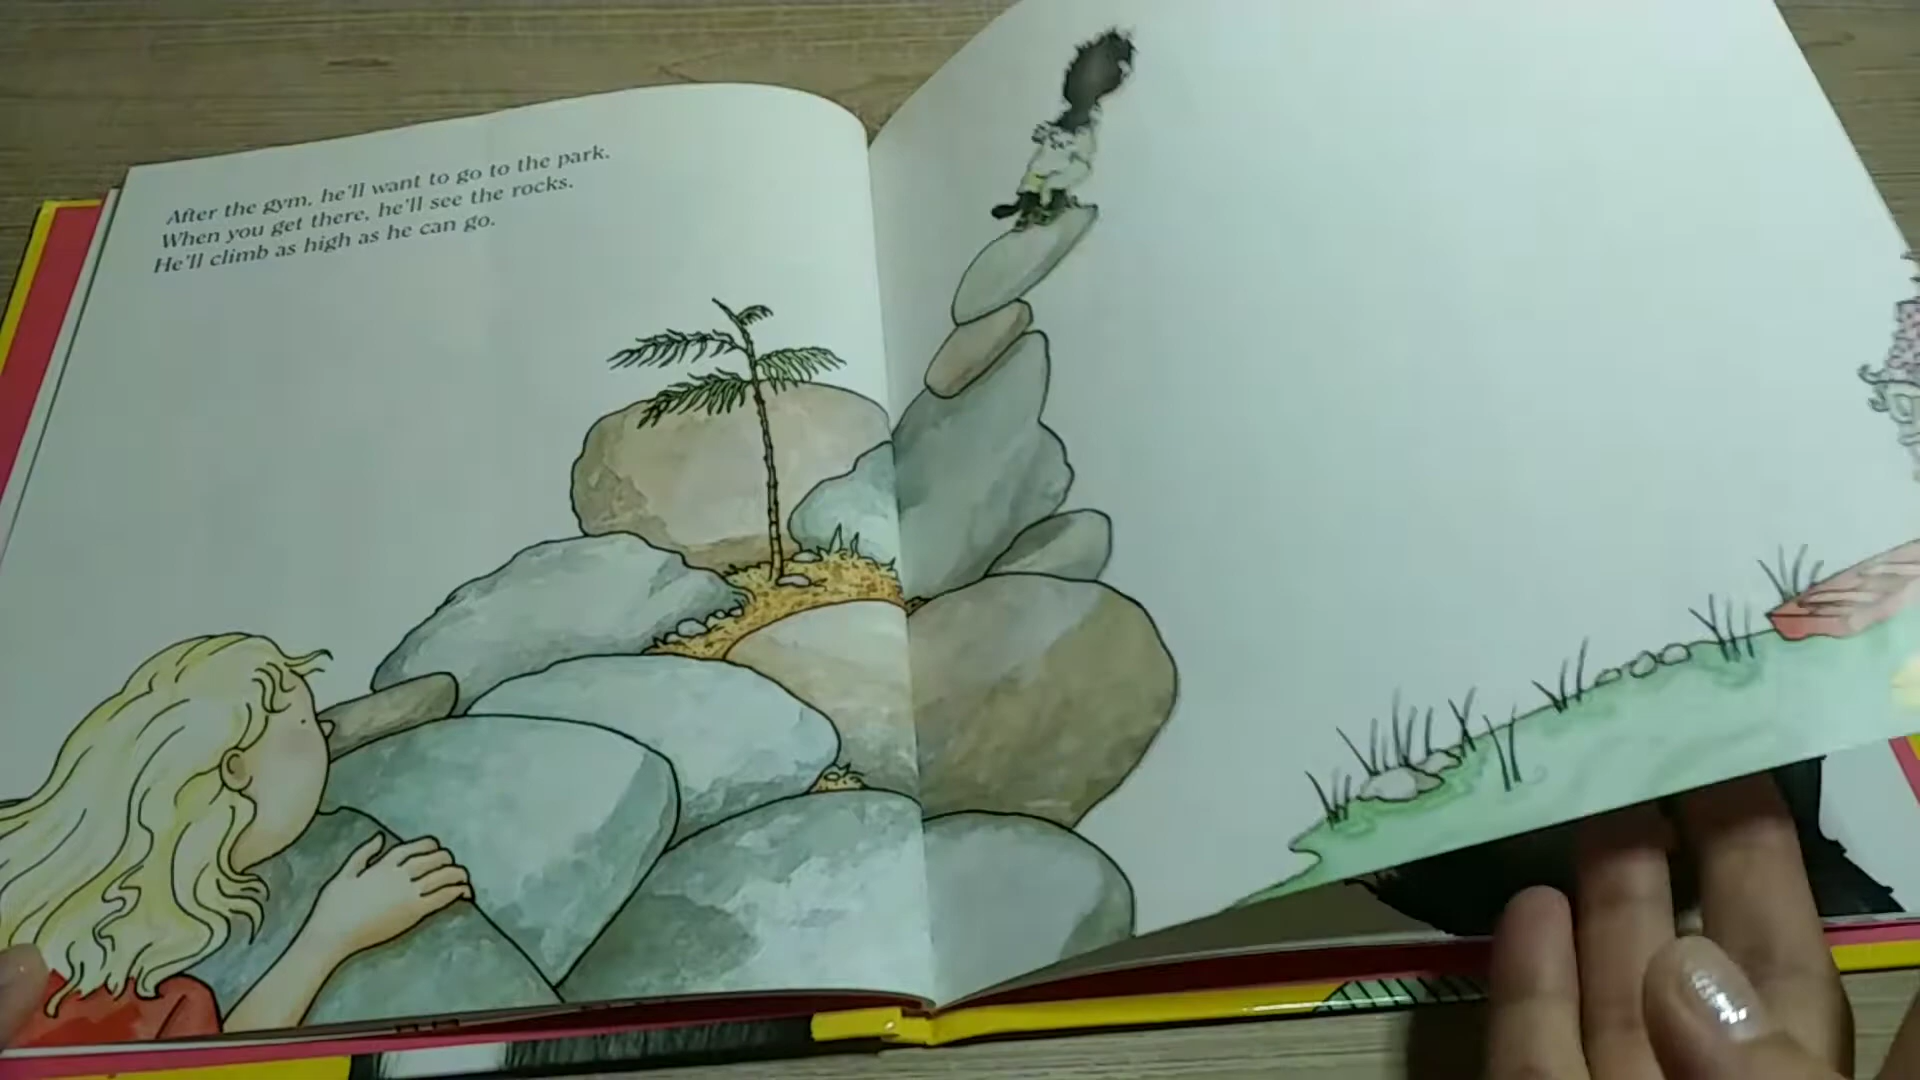 After the gym, he'll want to go to the park.
When you get there, he'll see the rocks.
He'll climb as high as he can go.